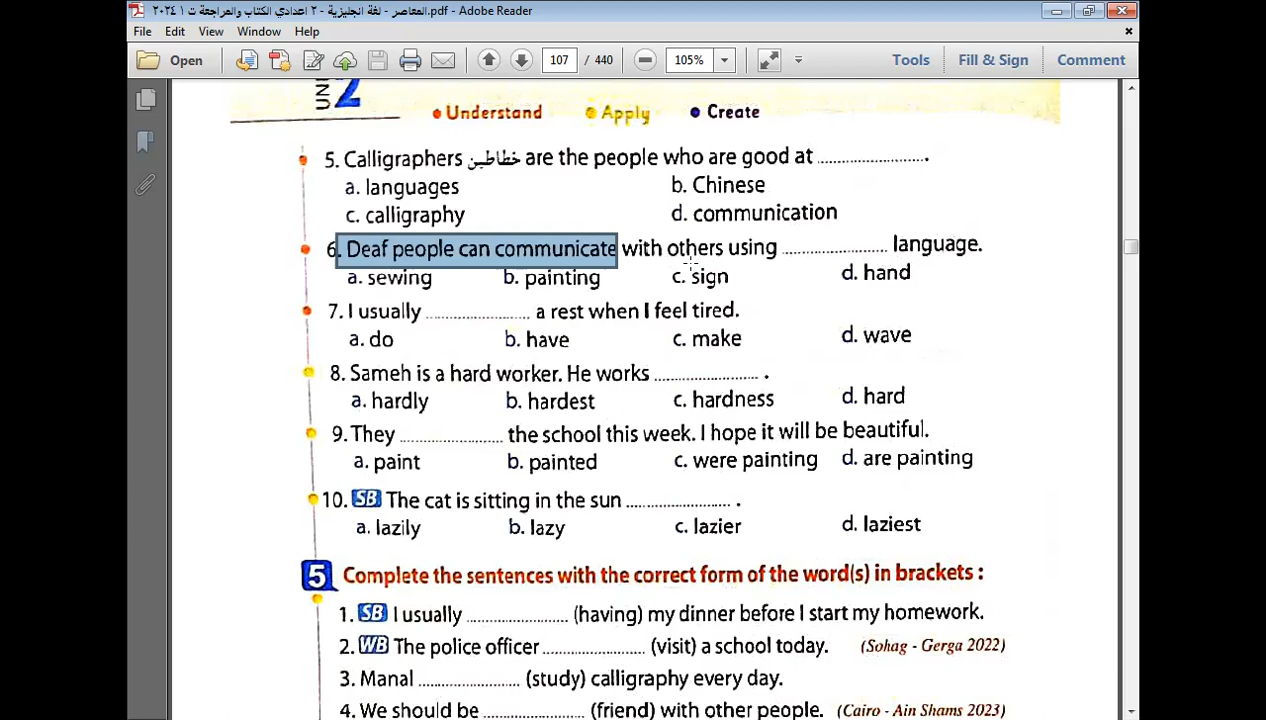 المعاصر - لغة انجليزية - ٢ اعدادي الكتاب والمراجعة ت ١ ٢٠٢٤.pdf - Adobe Reader
File Edit View Window Help
Open 107 / 440 105% Tools Fill & Sign Comment
UNI 2
Understand Apply Create
5. Calligraphers خطاطين are the people who are good at .......................... .
a. languages b. Chinese
c. calligraphy d. communication
6. Deaf people can communicate with others using .......................... language.
a. sewing b. painting c. sign d. hand
7. I usually .......................... a rest when I feel tired.
a. do b. have c. make d. wave
8. Sameh is a hard worker. He works .......................... .
a. hardly b. hardest c. hardness d. hard
9. They .......................... the school this week. I hope it will be beautiful.
a. paint b. painted c. were painting d. are painting
10. SB The cat is sitting in the sun .......................... .
a. lazily b. lazy c. lazier d. laziest
5 Complete the sentences with the correct form of the word(s) in brackets :
1. SB I usually .......................... (having) my dinner before I start my homework.
2. WB The police officer .......................... (visit) a school today. (Sohag - Gerga 2022)
3. Manal .......................... (study) calligraphy every day.
4. We should be .......................... (friend) with other people. (Cairo - Ain Shams 2023)